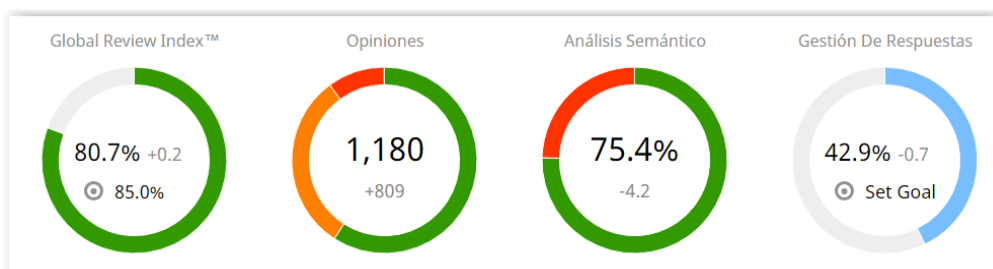 Global Review Index™
80.7% +0.2
85.0%
Opiniones
1,180
+809
Análisis Semántico
75.4%
-4.2
Gestión De Respuestas
42.9% -0.7
Set Goal